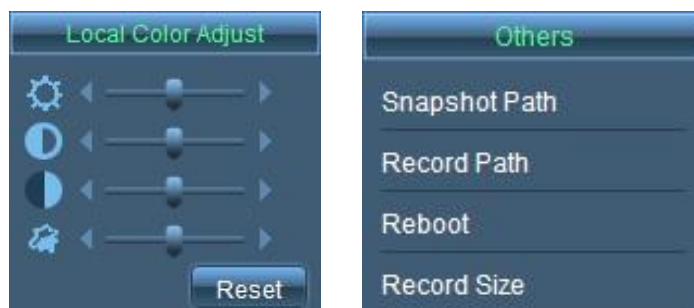 Local Color Adjust
Reset
Others
Snapshot Path
Record Path
Reboot
Record Size